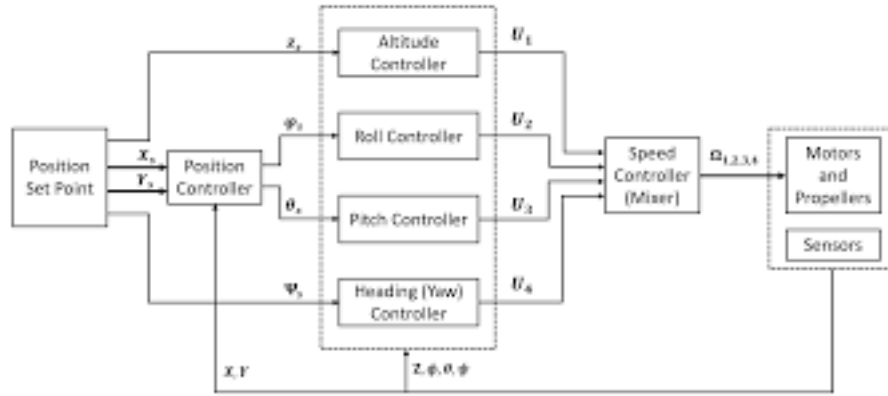 Position
Set Point
Z_s
X_s
Y_s
Ψ_s
Position
Controller
φ_s
θ_s
Altitude
Controller
Roll Controller
Pitch Controller
Heading (Yaw)
Controller
U_1
U_2
U_3
U_4
Speed
Controller
(Mixer)
Ω_1,2,3,4
Motors
and
Propellers
Sensors
X, Y
Z, φ, θ, ψ